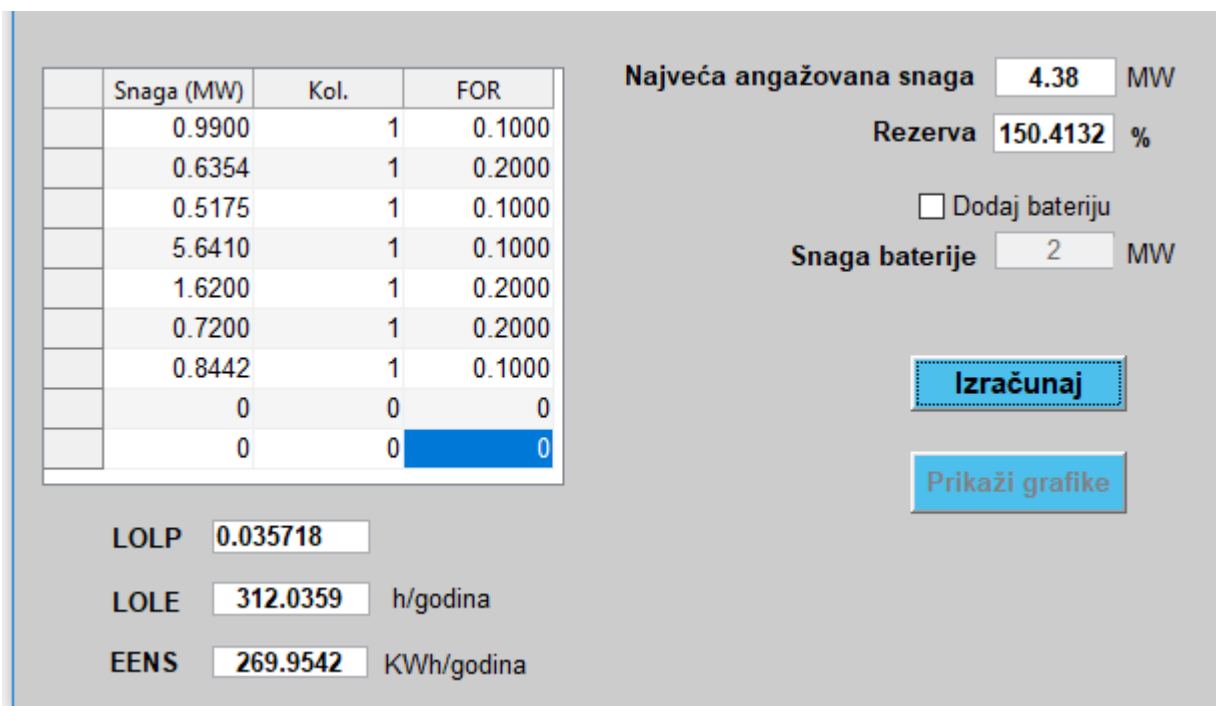 Snaga (MW) Kol. FOR
0.9900 1 0.1000
0.6354 1 0.2000
0.5175 1 0.1000
5.6410 1 0.1000
1.6200 1 0.2000
0.7200 1 0.2000
0.8442 1 0.1000
0 0 0
0 0 0
Najveća angažovana snaga 4.38 MW
Rezerva 150.4132 %
Dodaj bateriju
Snaga baterije 2 MW
Izračunaj
Prikaži grafike
LOLP 0.035718
LOLE 312.0359 h/godina
EENS 269.9542 KWh/godina